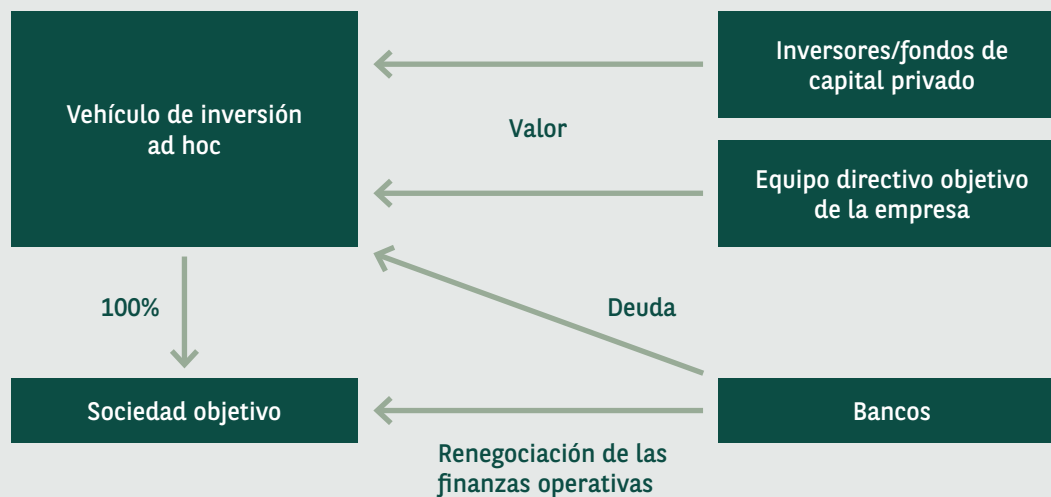 Vehículo de inversión
ad hoc
Inversores/fondos de
capital privado
Valor
Equipo directivo objetivo
de la empresa
100%
Deuda
Sociedad objetivo
Bancos
Renegociación de las
finanzas operativas